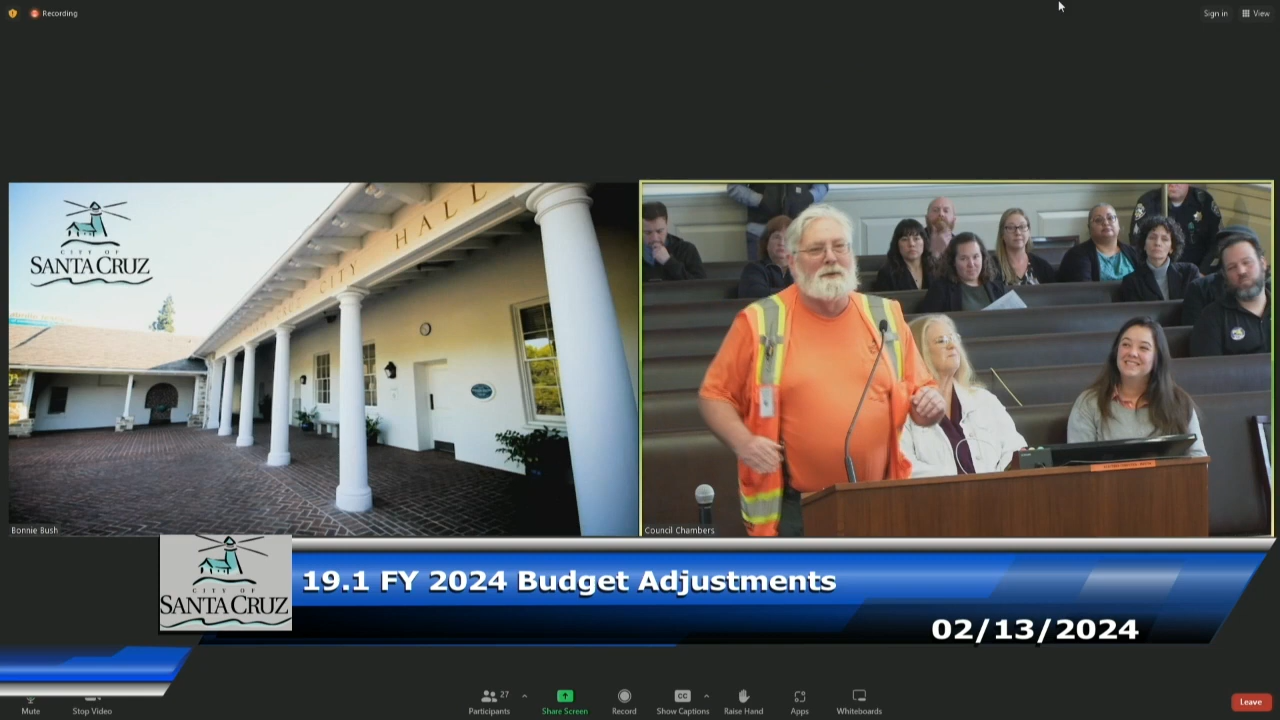 Recording
Sign in
View
CITY OF
SANTA CRUZ
CITY HALL
Bonnie Bush
Council Chambers
CITY OF
SANTA CRUZ
19.1 FY 2024 Budget Adjustments
02/13/2024
Mute
Stop Video
Participants
27
Share Screen
CC
Record
Show Captions
Raise Hand
Apps
Whiteboards
Leave